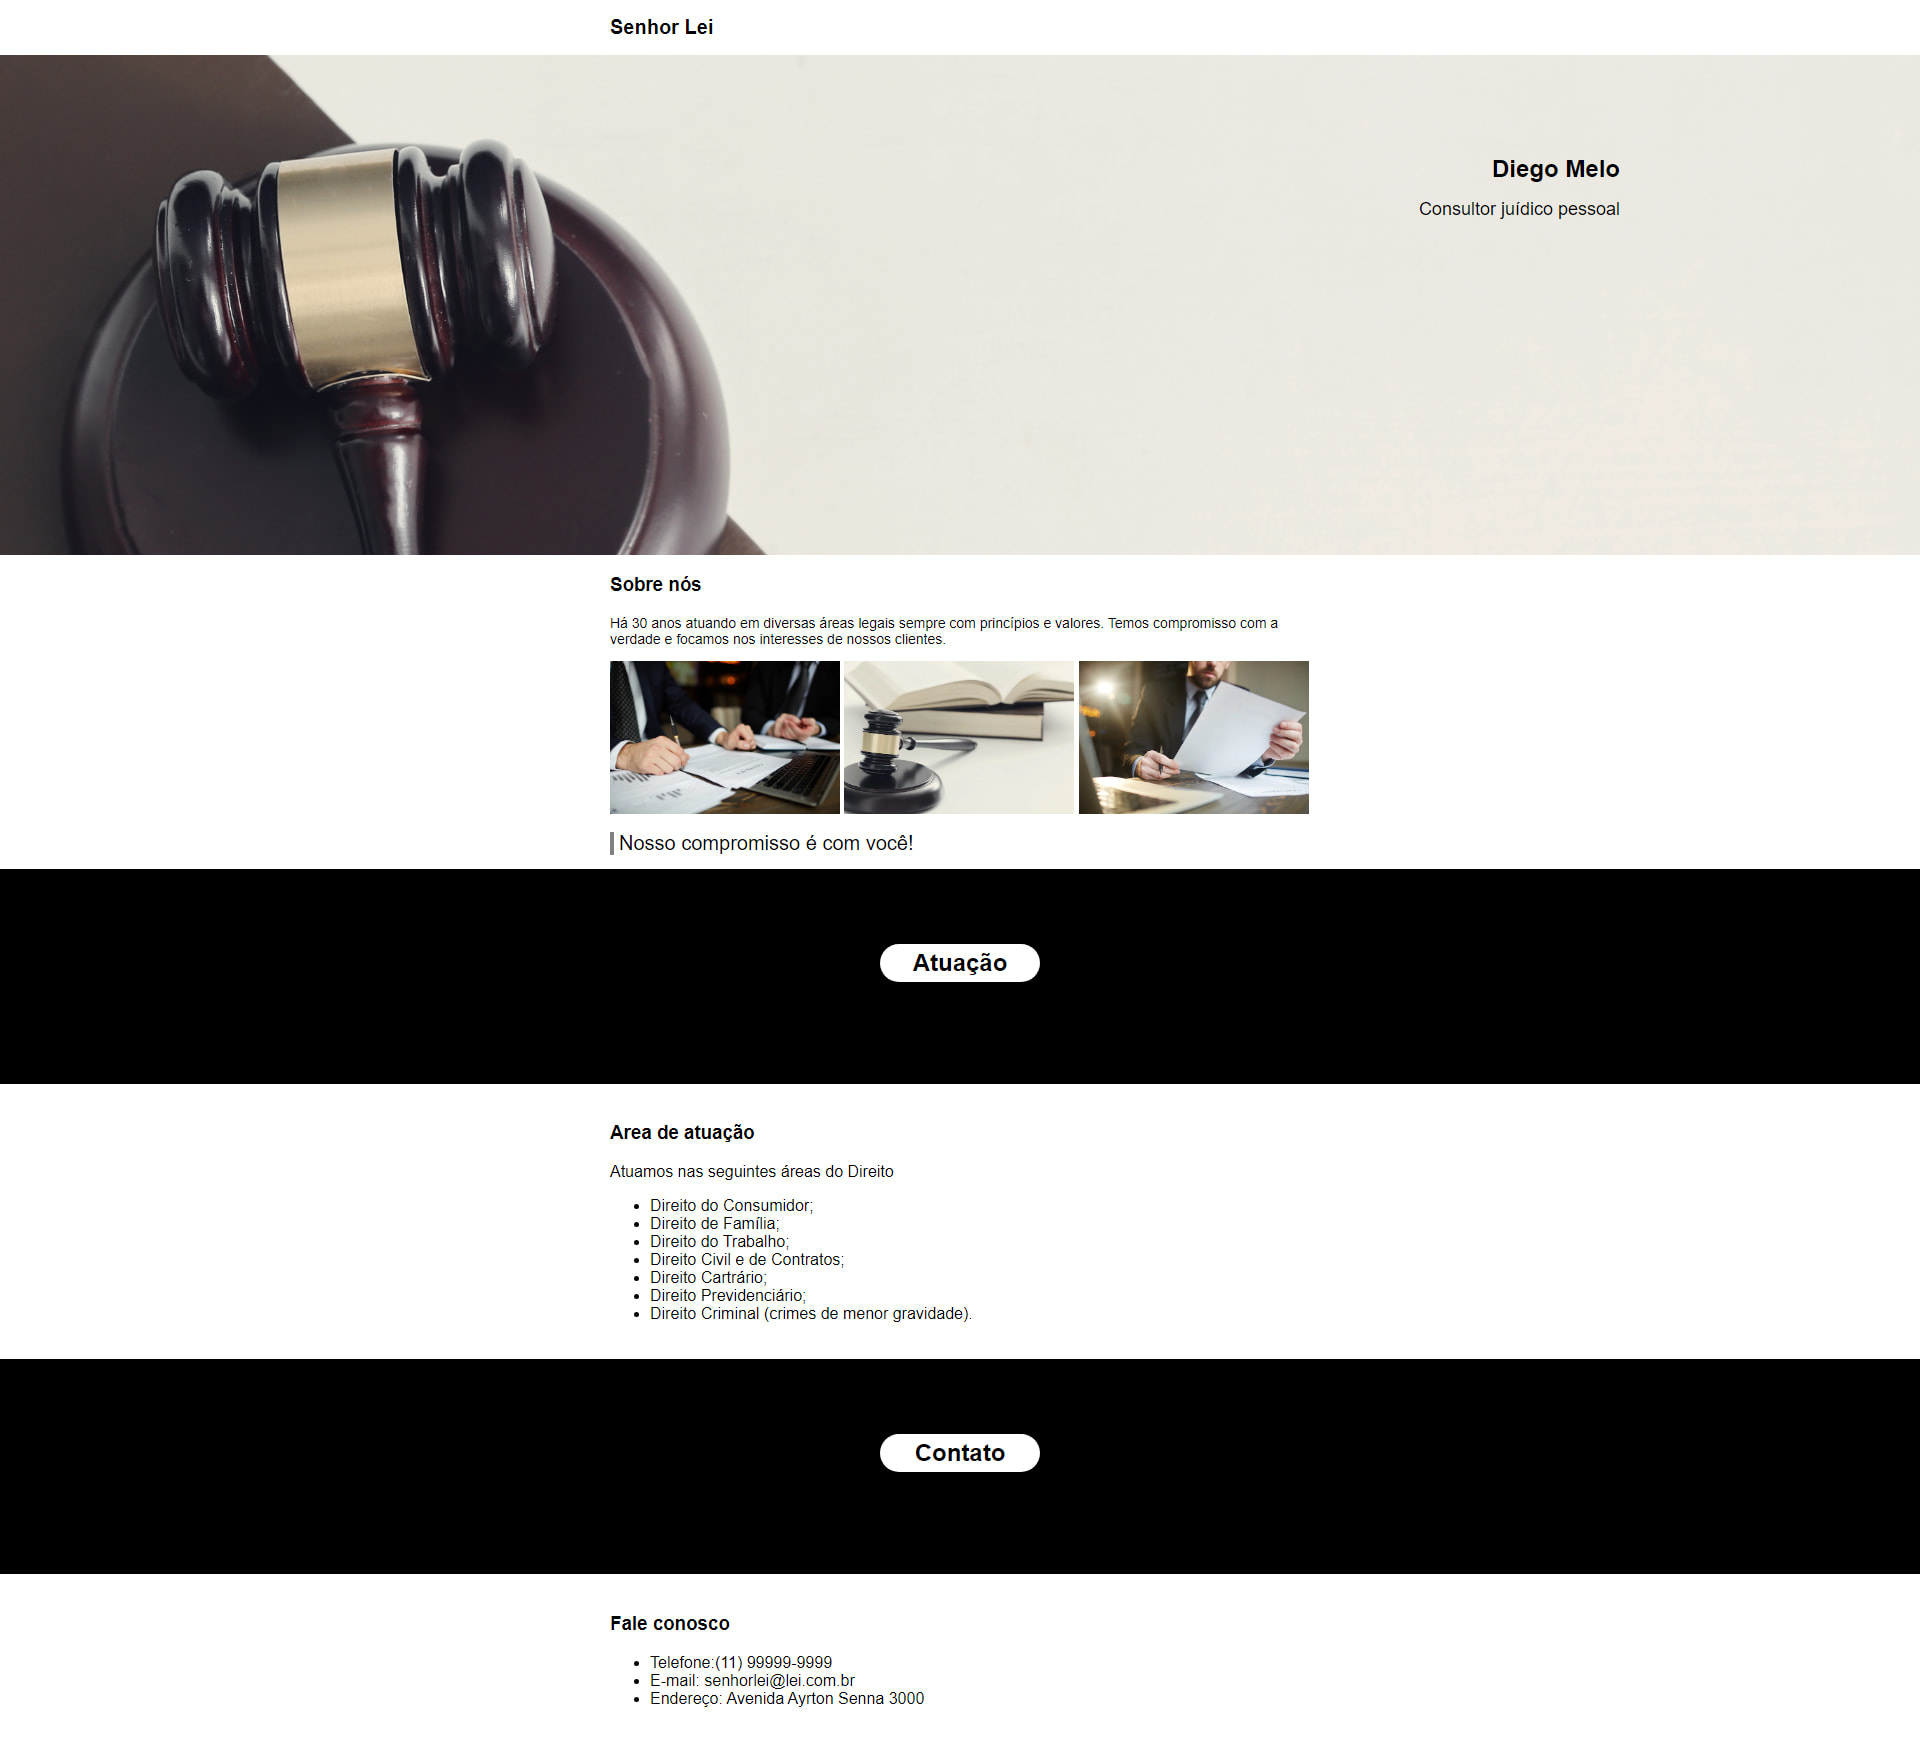 Senhor Lei
Diego Melo
Consultor juídico pessoal
Sobre nós
Há 30 anos atuando em diversas áreas legais sempre com princípios e valores. Temos compromisso com a
verdade e focamos nos interesses de nossos clientes.
Nosso compromisso é com você!
Atuação
Area de atuação
Atuamos nas seguintes áreas do Direito
Direito do Consumidor;
Direito de Família;
Direito do Trabalho;
Direito Civil e de Contratos;
Direito Cartrário;
Direito Previdenciário;
Direito Criminal (crimes de menor gravidade).
Contato
Fale conosco
Telefone:(11) 99999-9999
E-mail: senhorlei@lei.com.br
Endereço: Avenida Ayrton Senna 3000